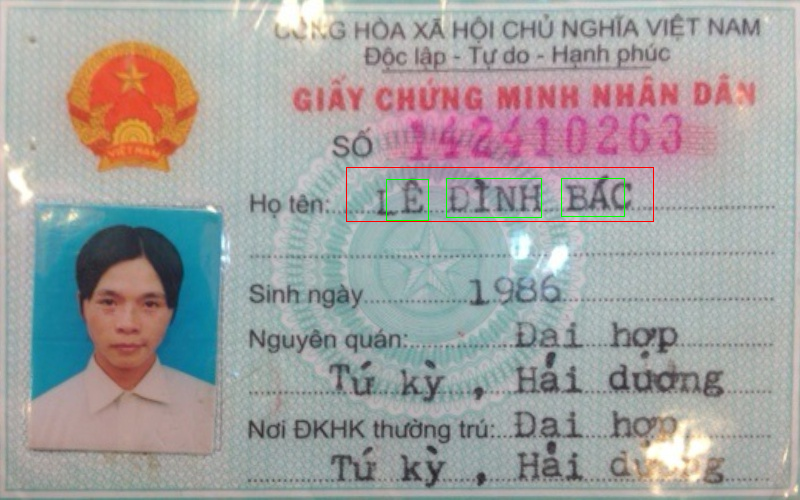 CỘNG HÒA XÃ HỘI CHỦ NGHĨA VIỆT NAM
Độc lập - Tự do - Hạnh phúc
GIẤY CHỨNG MINH NHÂN DÂN
SỐ 142410263
VIỆT NAM
Họ tên: LÊ ĐÌNH BÁC
Sinh ngày 1986
Nguyên quán: Đại hợp
Tứ kỳ , Hải dương
Nơi ĐKHK thường trú: Đại hợp
Tứ kỳ , Hải dương